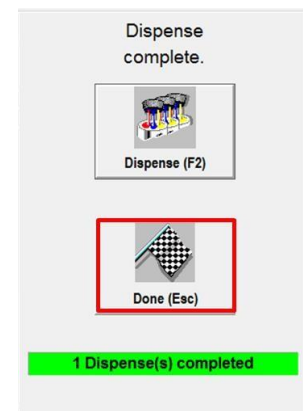 Dispense
complete.
Dispense (F2)
Done (Esc)
1 Dispense(s) completed